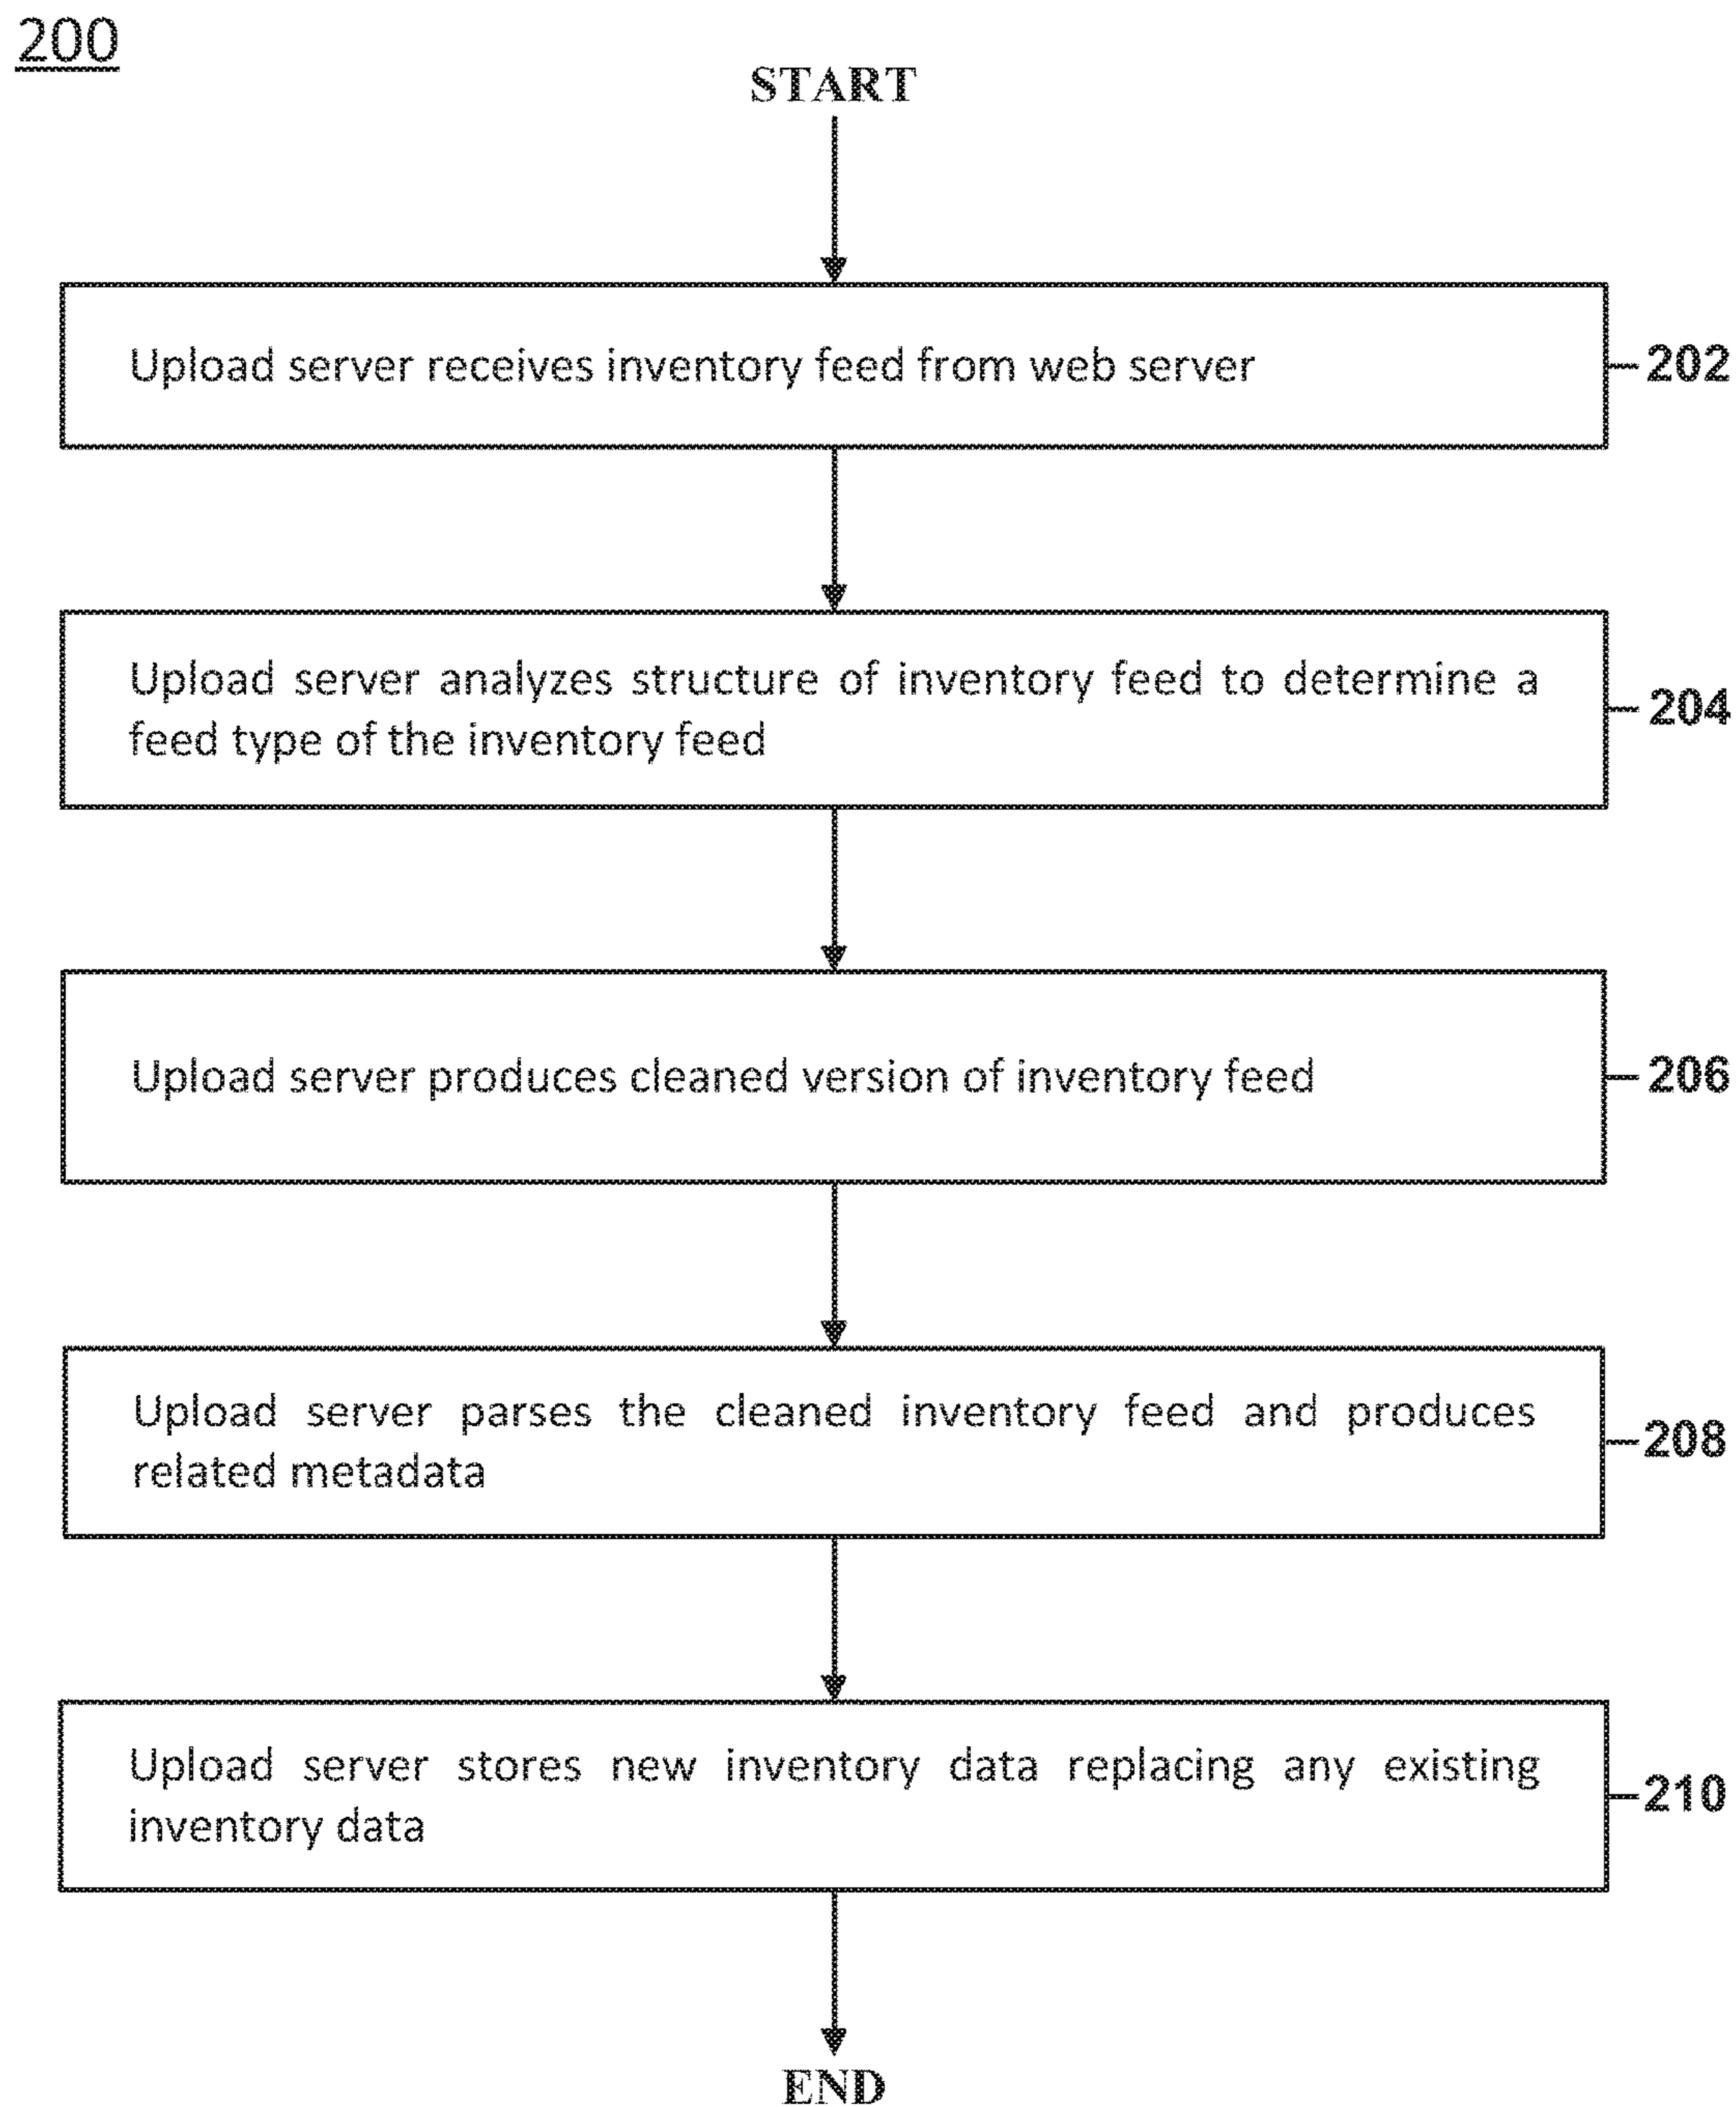 200
START
Upload server receives inventory feed from web server
202
Upload server analyzes structure of inventory feed to determine a
feed type of the inventory feed
204
Upload server produces cleaned version of inventory feed
206
Upload server parses the cleaned inventory feed and produces
related metadata
208
Upload server stores new inventory data replacing any existing
inventory data
210
END